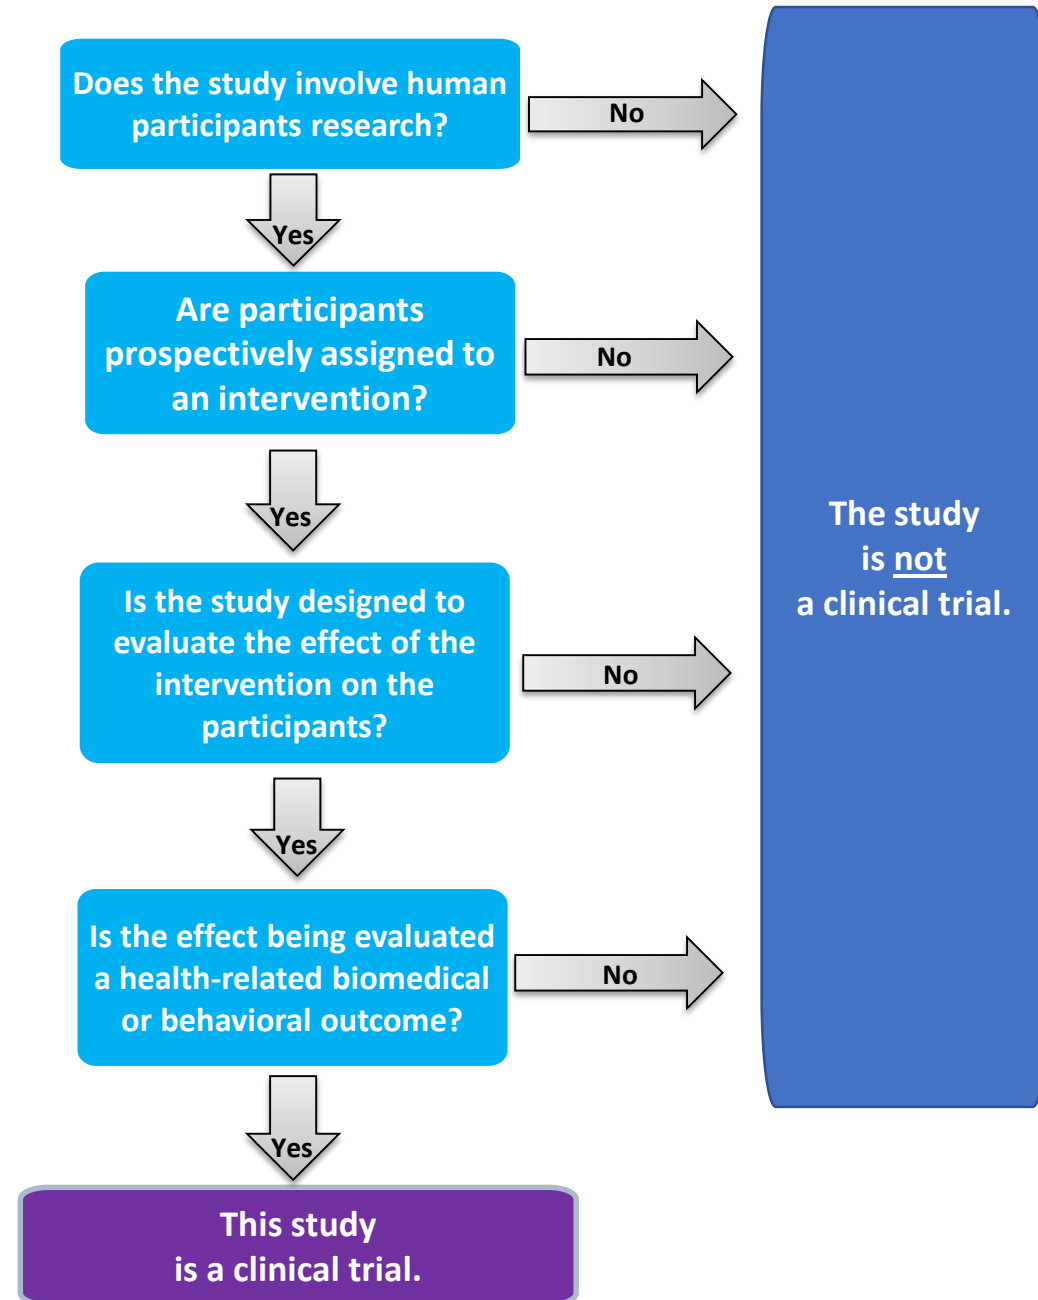 Does the study involve human
participants research?
No
Yes
Are participants
prospectively assigned to
an intervention?
No
Yes
Is the study designed to
evaluate the effect of the
intervention on the
participants?
No
Yes
Is the effect being evaluated
a health-related biomedical
or behavioral outcome?
No
Yes
This study
is a clinical trial.
The study
is not
a clinical trial.